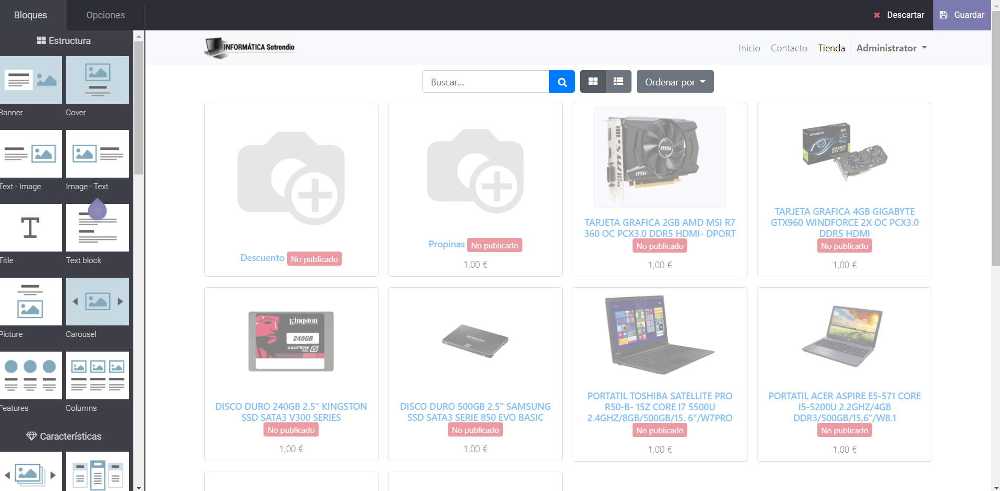 Bloques
Opciones
Descartar
Guardar
Estructura
Banner
Cover
Text - Image
Image - Text
Title
Text block
Picture
Carousel
Features
Columns
Características
INFORMÁTICA Sotrondio
Inicio
Contacto
Tienda
Administrator
Buscar...
Ordenar por
Descuento No publicado
Propinas No publicado
1,00 €
msi
msi
TARJETA GRAFICA 2GB AMD MSI R7
360 OC PCX3.0 DDR5 HDMI- DPORT
No publicado
1,00 €
GIGABYTE
TARJETA GRAFICA 4GB GIGABYTE
GTX960 WINDFORCE 2X OC PCX3.0
DDR5 HDMI
No publicado
1,00 €
Kingston
240GB
SSDNOW V
300
DISCO DURO 240GB 2.5" KINGSTON
SSD SATA3 V300 SERIES
No publicado
1,00 €
SAMSUNG
DISCO DURO 500GB 2.5" SAMSUNG
SSD SATA3 SERIE 850 EVO BASIC
No publicado
1,00 €
PORTATIL TOSHIBA SATELLITE PRO
R50-B- 15Z CORE I7 5500U
2.4GHZ/8GB/500GB/15. 6"/W7PRO
No publicado
1,00 €
PORTATIL ACER ASPIRE E5-571 CORE
I5-5200U 2.2GHZ/4GB
DDR3/500GB/15,6"/W8.1
No publicado
1,00 €